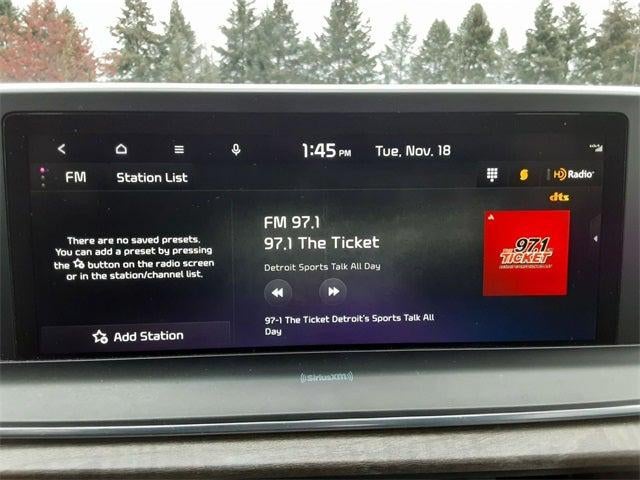 1:45 PM Tue, Nov. 18
FM Station List
HD Radio
dts
There are no saved presets.
You can add a preset by pressing
the button on the radio screen
or in the station/channel list.
Add Station
FM 97.1
97.1 The Ticket
Detroit Sports Talk All Day
97-1 The Ticket Detroit's Sports Talk All
Day
97.1
TICKET
((SiriusXM))